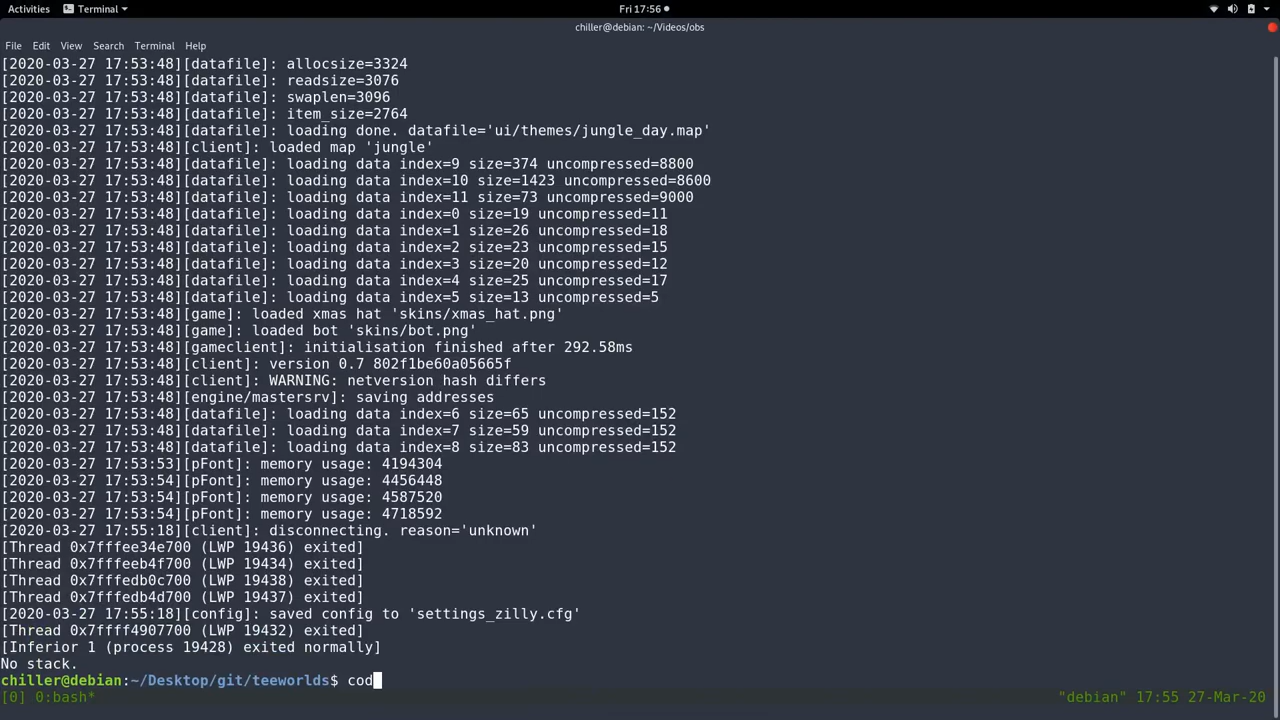 Activities Terminal Fri 17:56
chiller@debian: ~/Videos/obs
File Edit View Search Terminal Help
[2020-03-27 17:53:48][datafile]: allocsize=3324
[2020-03-27 17:53:48][datafile]: readsize=3076
[2020-03-27 17:53:48][datafile]: swaplen=3096
[2020-03-27 17:53:48][datafile]: item_size=2764
[2020-03-27 17:53:48][datafile]: loading done. datafile='ui/themes/jungle_day.map'
[2020-03-27 17:53:48][client]: loaded map 'jungle'
[2020-03-27 17:53:48][datafile]: loading data index=9 size=374 uncompressed=8800
[2020-03-27 17:53:48][datafile]: loading data index=10 size=1423 uncompressed=8600
[2020-03-27 17:53:48][datafile]: loading data index=11 size=73 uncompressed=9000
[2020-03-27 17:53:48][datafile]: loading data index=0 size=19 uncompressed=11
[2020-03-27 17:53:48][datafile]: loading data index=1 size=26 uncompressed=18
[2020-03-27 17:53:48][datafile]: loading data index=2 size=23 uncompressed=15
[2020-03-27 17:53:48][datafile]: loading data index=3 size=20 uncompressed=12
[2020-03-27 17:53:48][datafile]: loading data index=4 size=25 uncompressed=17
[2020-03-27 17:53:48][datafile]: loading data index=5 size=13 uncompressed=5
[2020-03-27 17:53:48][game]: loaded xmas hat 'skins/xmas_hat.png'
[2020-03-27 17:53:48][game]: loaded bot 'skins/bot.png'
[2020-03-27 17:53:48][gameclient]: initialisation finished after 292.58ms
[2020-03-27 17:53:48][client]: version 0.7 802f1be60a05665f
[2020-03-27 17:53:48][client]: WARNING: netversion hash differs
[2020-03-27 17:53:48][engine/mastersrv]: saving addresses
[2020-03-27 17:53:48][datafile]: loading data index=6 size=65 uncompressed=152
[2020-03-27 17:53:48][datafile]: loading data index=7 size=59 uncompressed=152
[2020-03-27 17:53:48][datafile]: loading data index=8 size=83 uncompressed=152
[2020-03-27 17:53:53][pFont]: memory usage: 4194304
[2020-03-27 17:53:54][pFont]: memory usage: 4456448
[2020-03-27 17:53:54][pFont]: memory usage: 4587520
[2020-03-27 17:53:54][pFont]: memory usage: 4718592
[2020-03-27 17:55:18][client]: disconnecting. reason='unknown'
[Thread 0x7fffee34e700 (LWP 19436) exited]
[Thread 0x7fffeeb4f700 (LWP 19434) exited]
[Thread 0x7fffedb0c700 (LWP 19438) exited]
[Thread 0x7fffedb4d700 (LWP 19437) exited]
[2020-03-27 17:55:18][config]: saved config to 'settings_zilly.cfg'
[Thread 0x7ffff4907700 (LWP 19432) exited]
[Inferior 1 (process 19428) exited normally]
No stack.
chiller@debian:~/Desktop/git/teeworlds$ cod
[0] 0:bash* "debian" 17:55 27-Mar-20